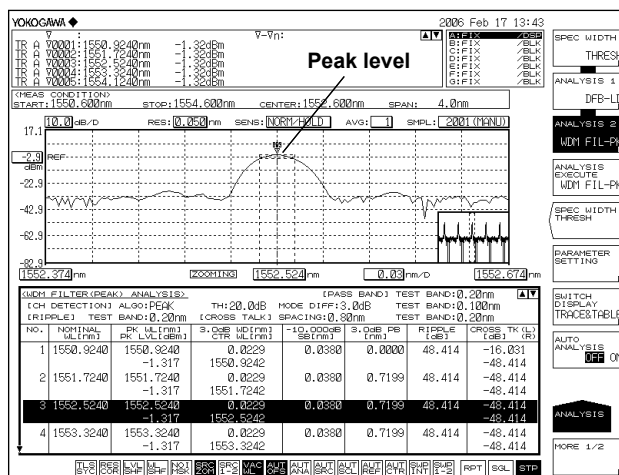 YOKOGAWA ◆ 2006 Feb 17 13:43
∇ : ∇-∇n:
TR A ∇0001:1550.9240nm -1.32dBm
TR A ∇0002:1551.7240nm -1.32dBm
TR A ∇0003:1552.5240nm -1.32dBm
TR A ∇0004:1553.3240nm -1.32dBm
TR A ∇0005:1554.1240nm -1.32dBm
A:FIX /DSP
B:FIX /BLK
C:FIX /BLK
D:FIX /BLK
E:FIX /BLK
F:FIX /BLK
G:FIX /BLK
Peak level
<MEAS CONDITION>
START:1550.600nm STOP:1554.600nm CENTER:1552.600nm SPAN: 4.0nm
10.0 dB/D RES: 0.050 nm SENS: NORM/HOLD AVG: 1 SMPL: 2001 (MANU)
17.1
-2.9 REF
dBm
-22.9
-42.9
-62.9
-82.9
1552.374 nm ZOOMING 1552.524 nm 0.03 nm/D 1552.674 nm
<WDM FILTER(PEAK) ANALYSIS> [PASS BAND] TEST BAND:0.20nm
[CH DETECTION] ALGO:PEAK TH:20.0dB MODE DIFF:3.0dB TEST BAND:0.100nm
[RIPPLE] TEST BAND:0.20nm [CROSS TALK] SPACING:0.80nm TEST BAND:0.20nm
NO. NOMINAL WL[nm] PK WL[nm] PK LVL[dBm] 3.0dB WD[nm] CTR WL[nm] -10.000dB SB[nm] 3.0dB PB [nm] RIPPLE [dB] CROSS TK(L) [dB] (R)
1 1550.9240 1550.9240 0.0229 0.0380 0.0000 48.414 -16.031
-1.317 1550.9242 -48.414
2 1551.7240 1551.7240 0.0229 0.0380 0.7199 48.414 -48.414
-1.317 1551.7242 -48.414
3 1552.5240 1552.5240 0.0229 0.0380 0.7199 48.414 -48.414
-1.317 1552.5242 -48.414
4 1553.3240 1553.3240 0.0229 0.0380 0.7199 48.414 -48.414
-1.317 1553.3242 -48.414
SPEC WIDTH
THRESH
ANALYSIS 1
DFB-LD
ANALYSIS 2
WDM FIL-PK
ANALYSIS
EXECUTE
WDM FIL-PK
SPEC WIDTH
THRESH
PARAMETER
SETTING
SWITCH
DISPLAY
TRACE&TABLE
AUTO
ANALYSIS
OFF ON
ANALYSIS
MORE 1/2
RPT SGL STP